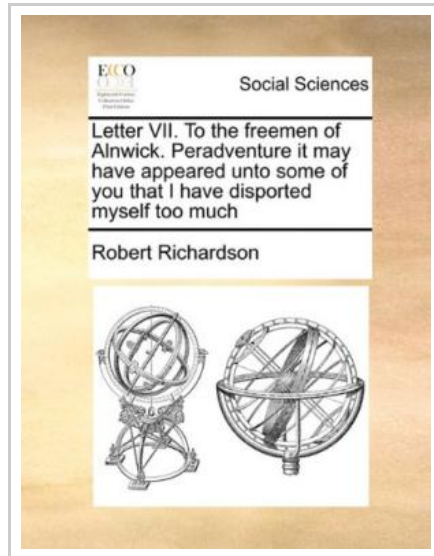 ECCO
Social Sciences
Letter VII. To the freemen of
Alnwick. Peradventure it may
have appeared unto some of
you that I have disported
myself too much
Robert Richardson